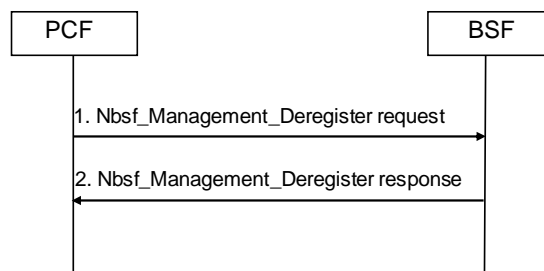 PCF
BSF
1. Nbsf_Management_Deregister request
2. Nbsf_Management_Deregister response